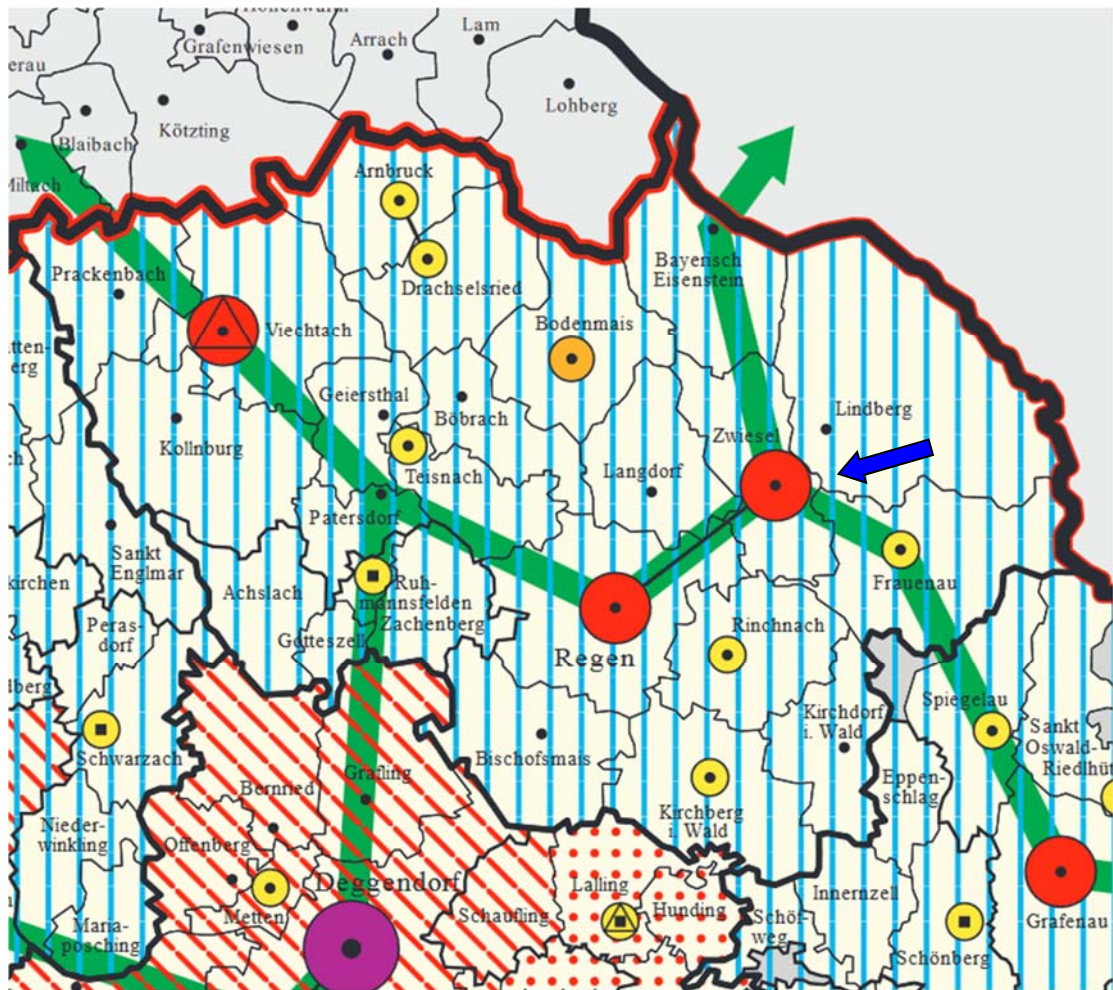 Lam
Grafenwiesen
Arrach
Lohberg
Blaibach
Kötzting
Arnbruck
Drachselsried
Bayerisch
Eisenstein
Prackenbach
Viechtach
Bodenmais
Geiersthal
Böbrach
Kollnburg
Teisnach
Zwiesel
Lindberg
Langdorf
Patersdorf
Sankt
Englmar
Achslach
Ruh-
mannsfelden
Zachenberg
Gotteszell
Frauenau
Peras-
dorf
Rinchnach
Regen
Spiegelau
Sankt
Oswald-
Kirchdorf
i. Wald
Schwarzach
Bischofsmais
Eppen-
schlag
Grafling
Bernried
Kirchberg
i. Wald
Nieder-
winkling
Offenberg
Deggendorf
Lalling
Hunding
Innernzell
Metten
Schaufling
Schöf-
weg
Grafenau
Maria-
posching
Schönberg